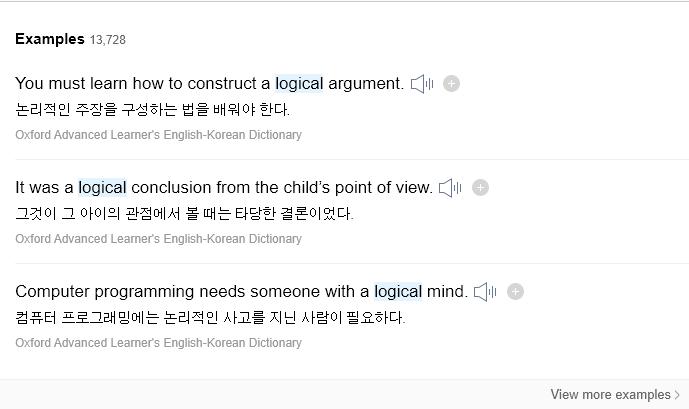 Examples 13,728
You must learn how to construct a logical argument.
논리적인 주장을 구성하는 법을 배워야 한다.
Oxford Advanced Learner's English-Korean Dictionary
It was a logical conclusion from the child’s point of view.
그것이 그 아이의 관점에서 볼 때는 타당한 결론이었다.
Oxford Advanced Learner's English-Korean Dictionary
Computer programming needs someone with a logical mind.
컴퓨터 프로그래밍에는 논리적인 사고를 지닌 사람이 필요하다.
Oxford Advanced Learner's English-Korean Dictionary
View more examples